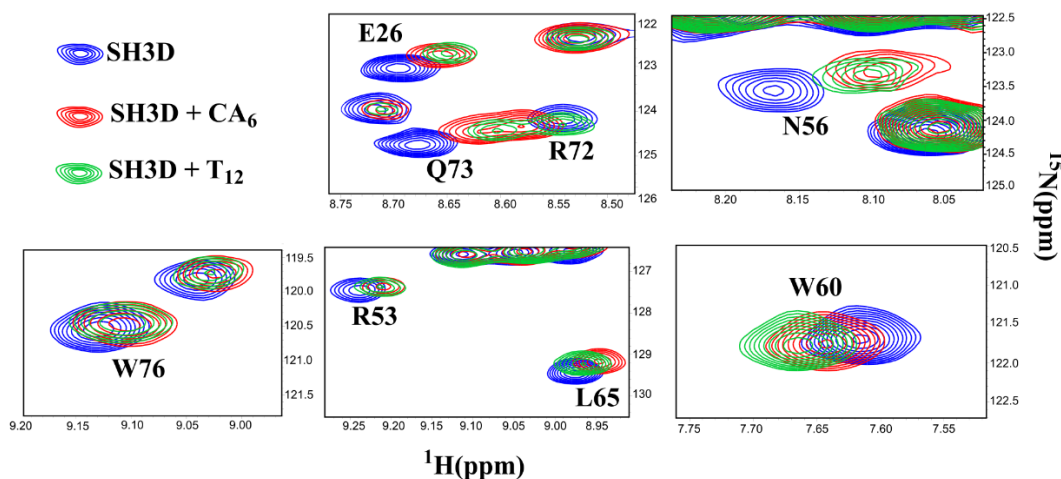 SH3D
SH3D + CA6
SH3D + T12
E26
Q73
R72
122
123
124
125
126
8.75 8.70 8.65 8.60 8.55 8.50
N56
122.5
123.0
123.5
124.0
124.5
125.0
8.20 8.15 8.10 8.05
15N(ppm)
W76
119.5
120.0
120.5
121.0
121.5
9.20 9.15 9.10 9.05 9.00
R53
L65
127
128
129
130
9.25 9.20 9.15 9.10 9.05 9.00 8.95
W60
120.5
121.0
121.5
122.0
122.5
7.75 7.70 7.65 7.60 7.55
1H(ppm)